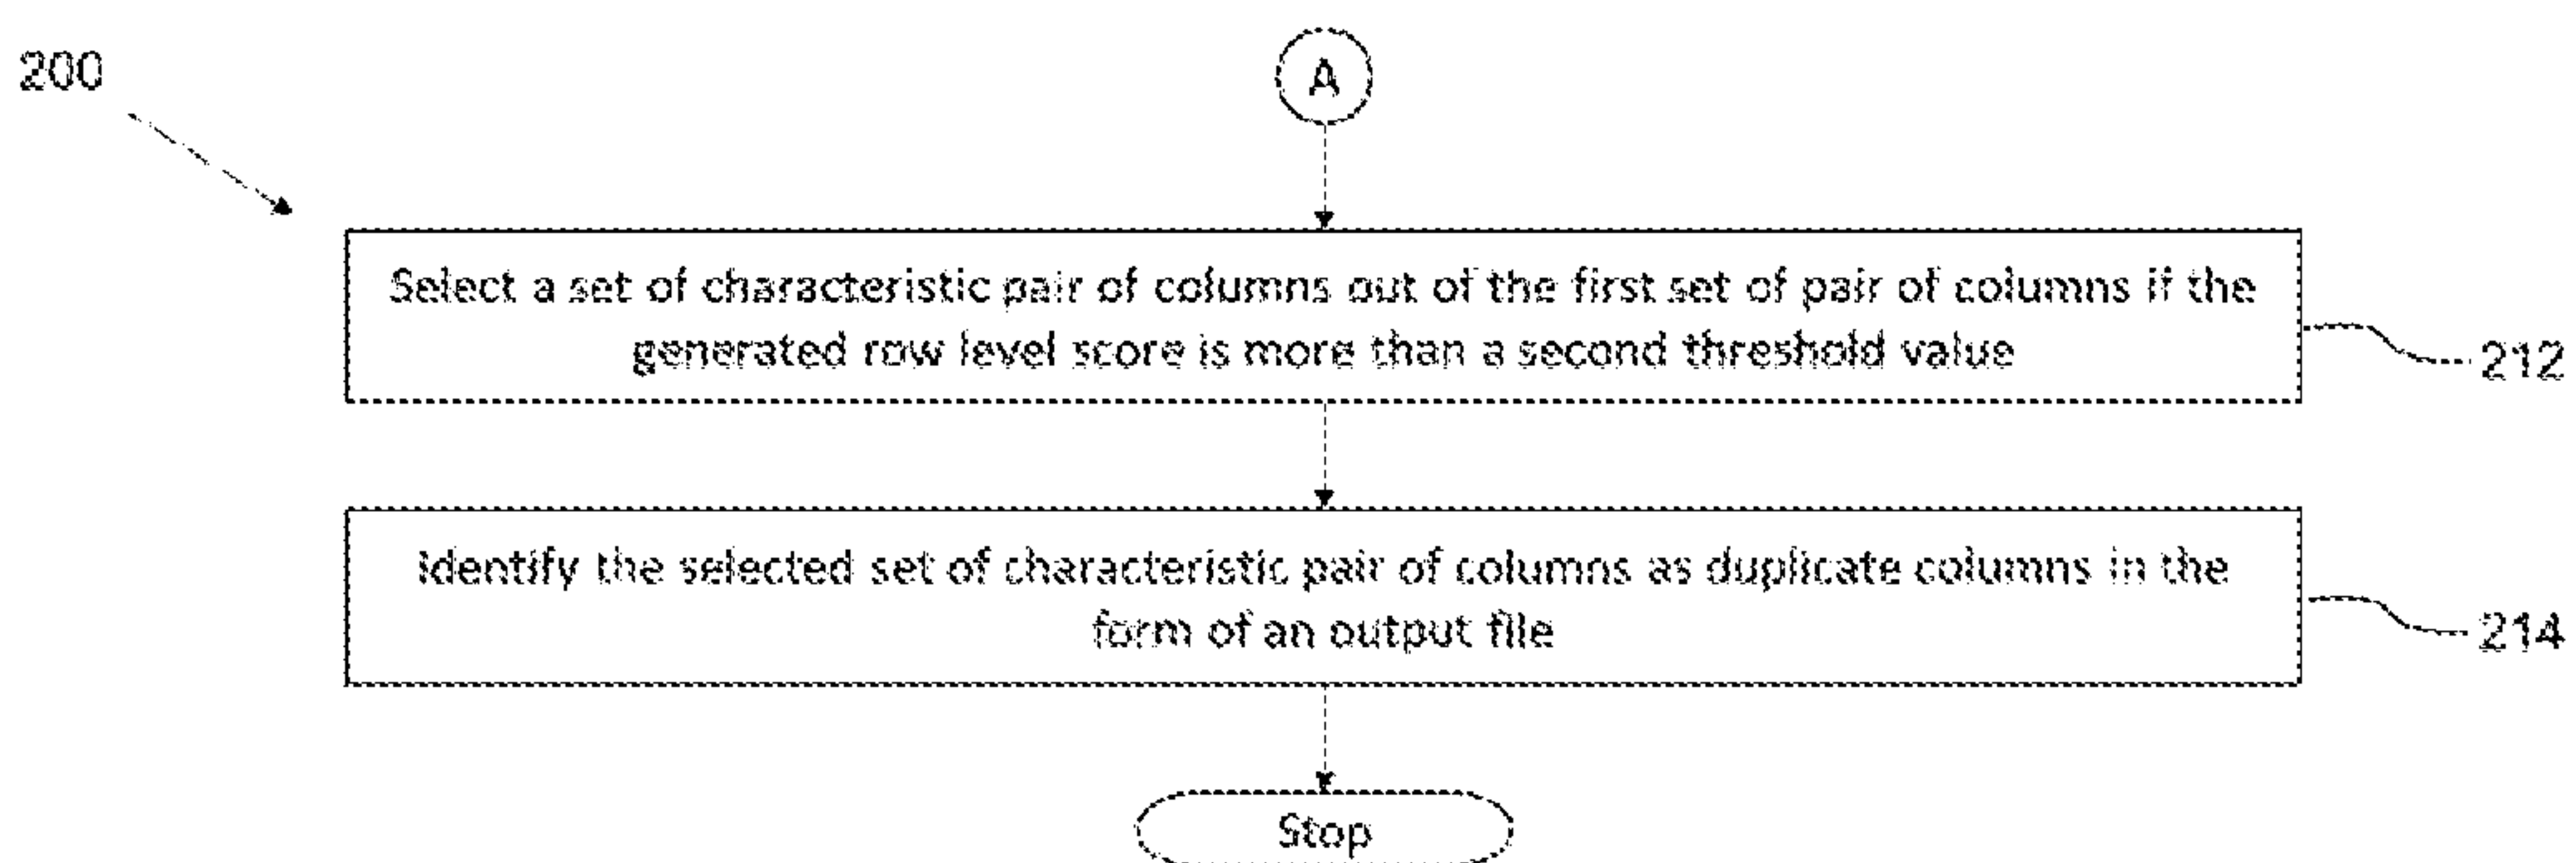 200
A
Select a set of characteristic pair of columns out of the first set of pair of columns if the
generated row level score is more than a second threshold value
212
Identify the selected set of characteristic pair of columns as duplicate columns in the
form of an output file
214
Stop